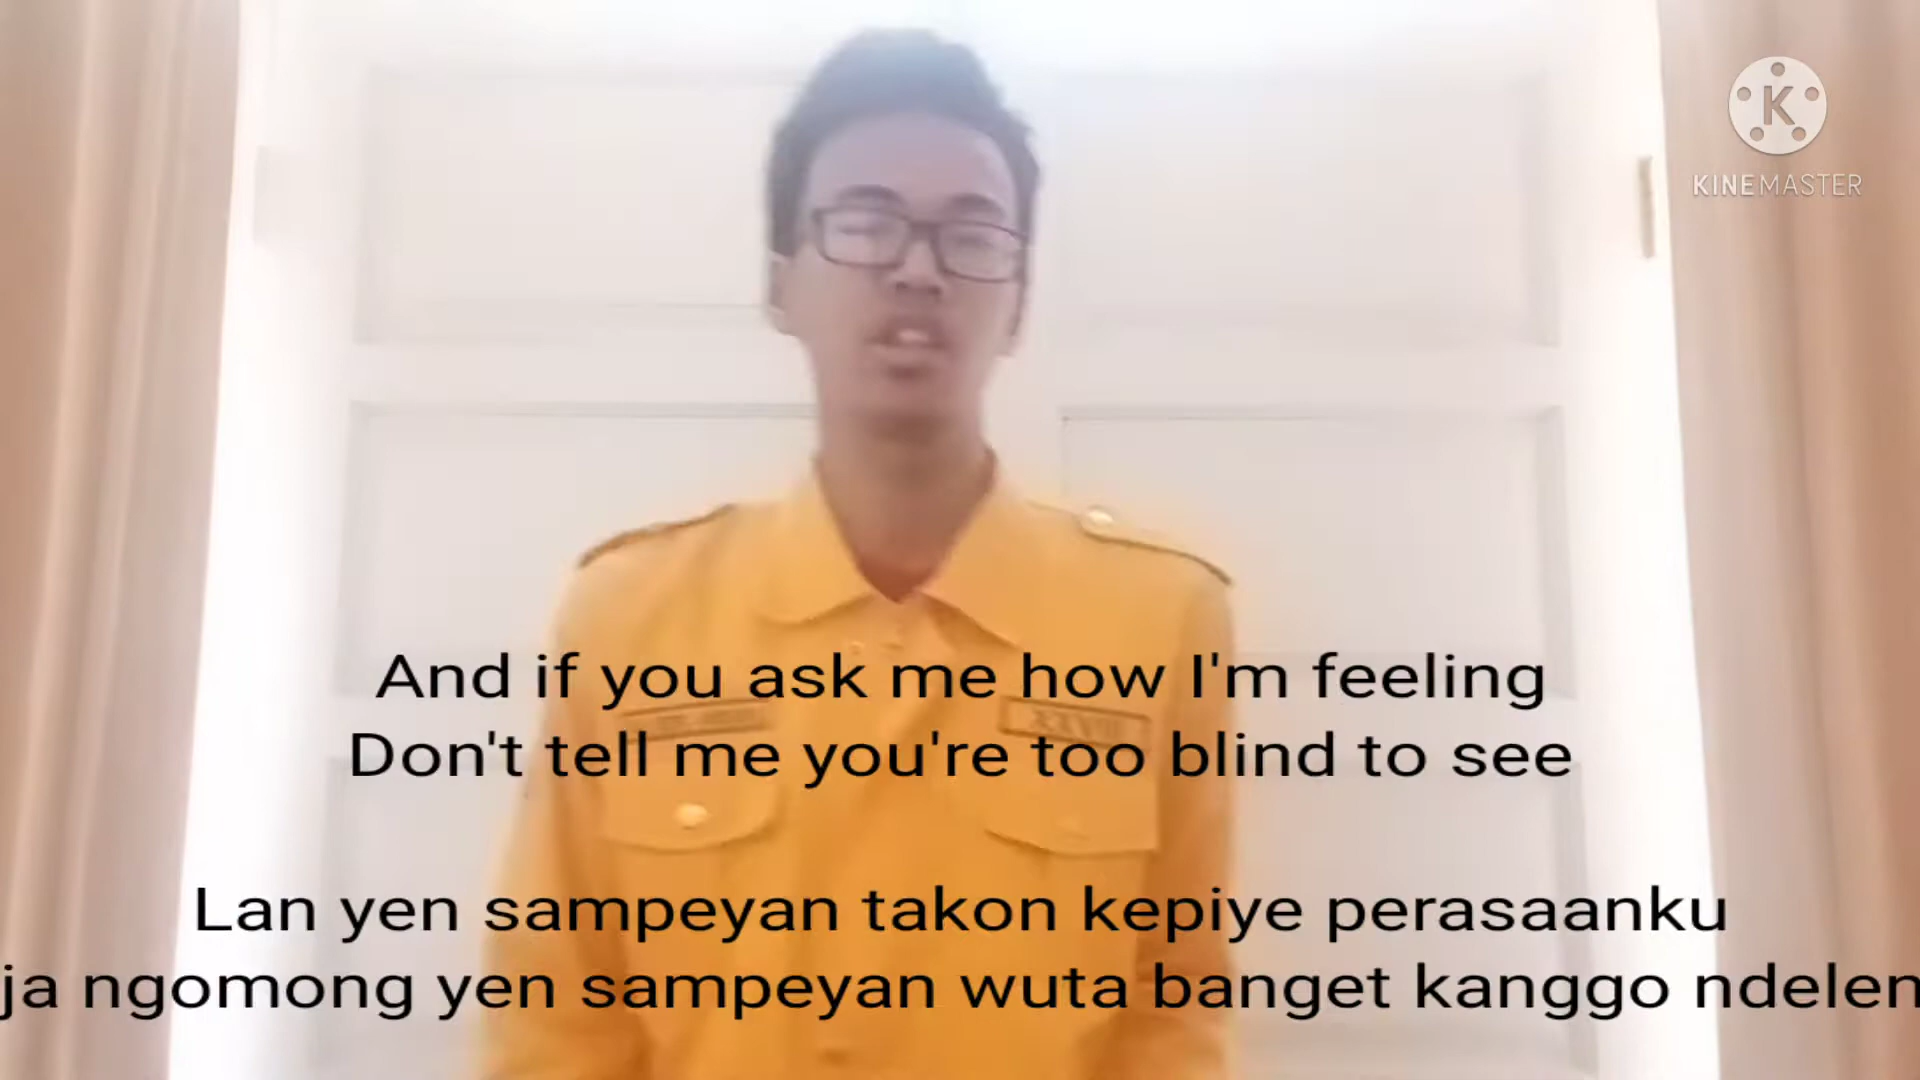 K
KINEMASTER
And if you ask me how I'm feeling
Don't tell me you're too blind to see
Lan yen sampeyan takon kepiye perasaanku
ja ngomong yen sampeyan wuta banget kanggo ndelen